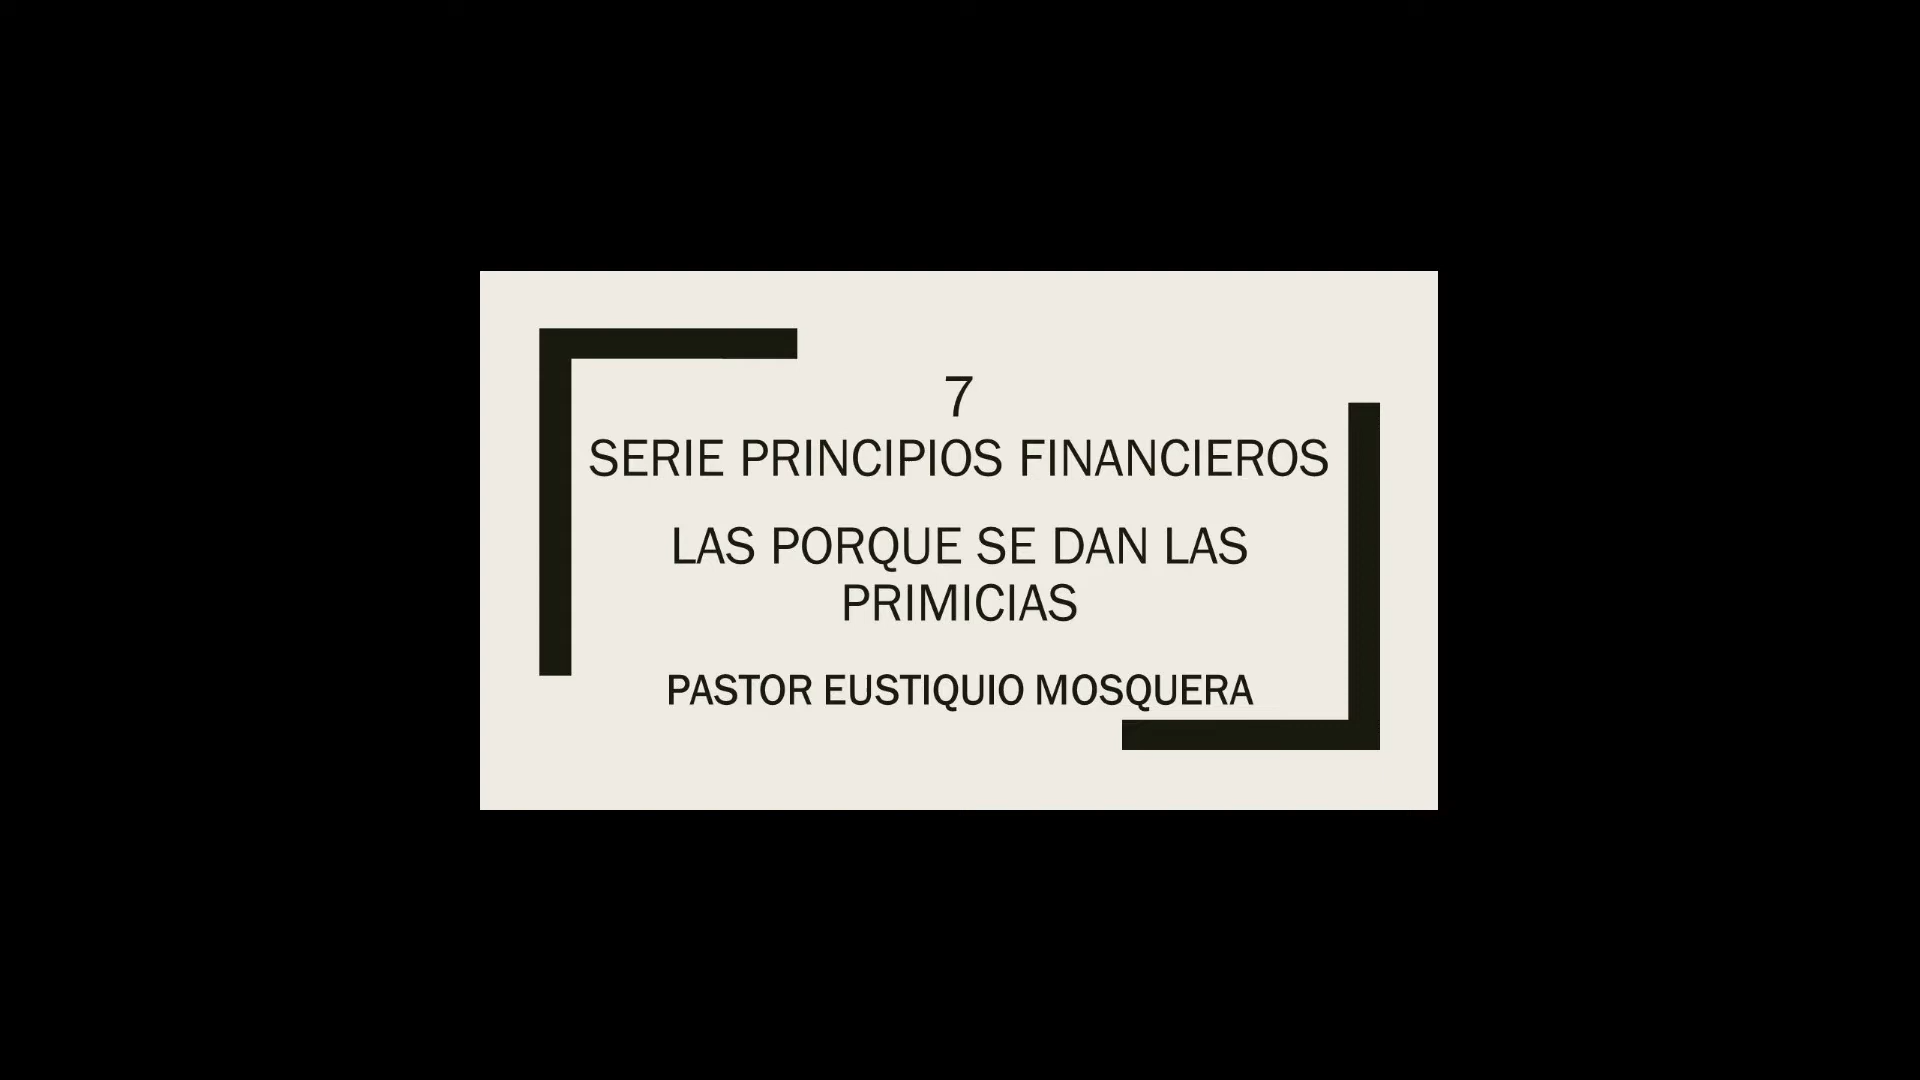 7
SERIE PRINCIPIOS FINANCIEROS
LAS PORQUE SE DAN LAS
PRIMICIAS
PASTOR EUSTIQUIO MOSQUERA